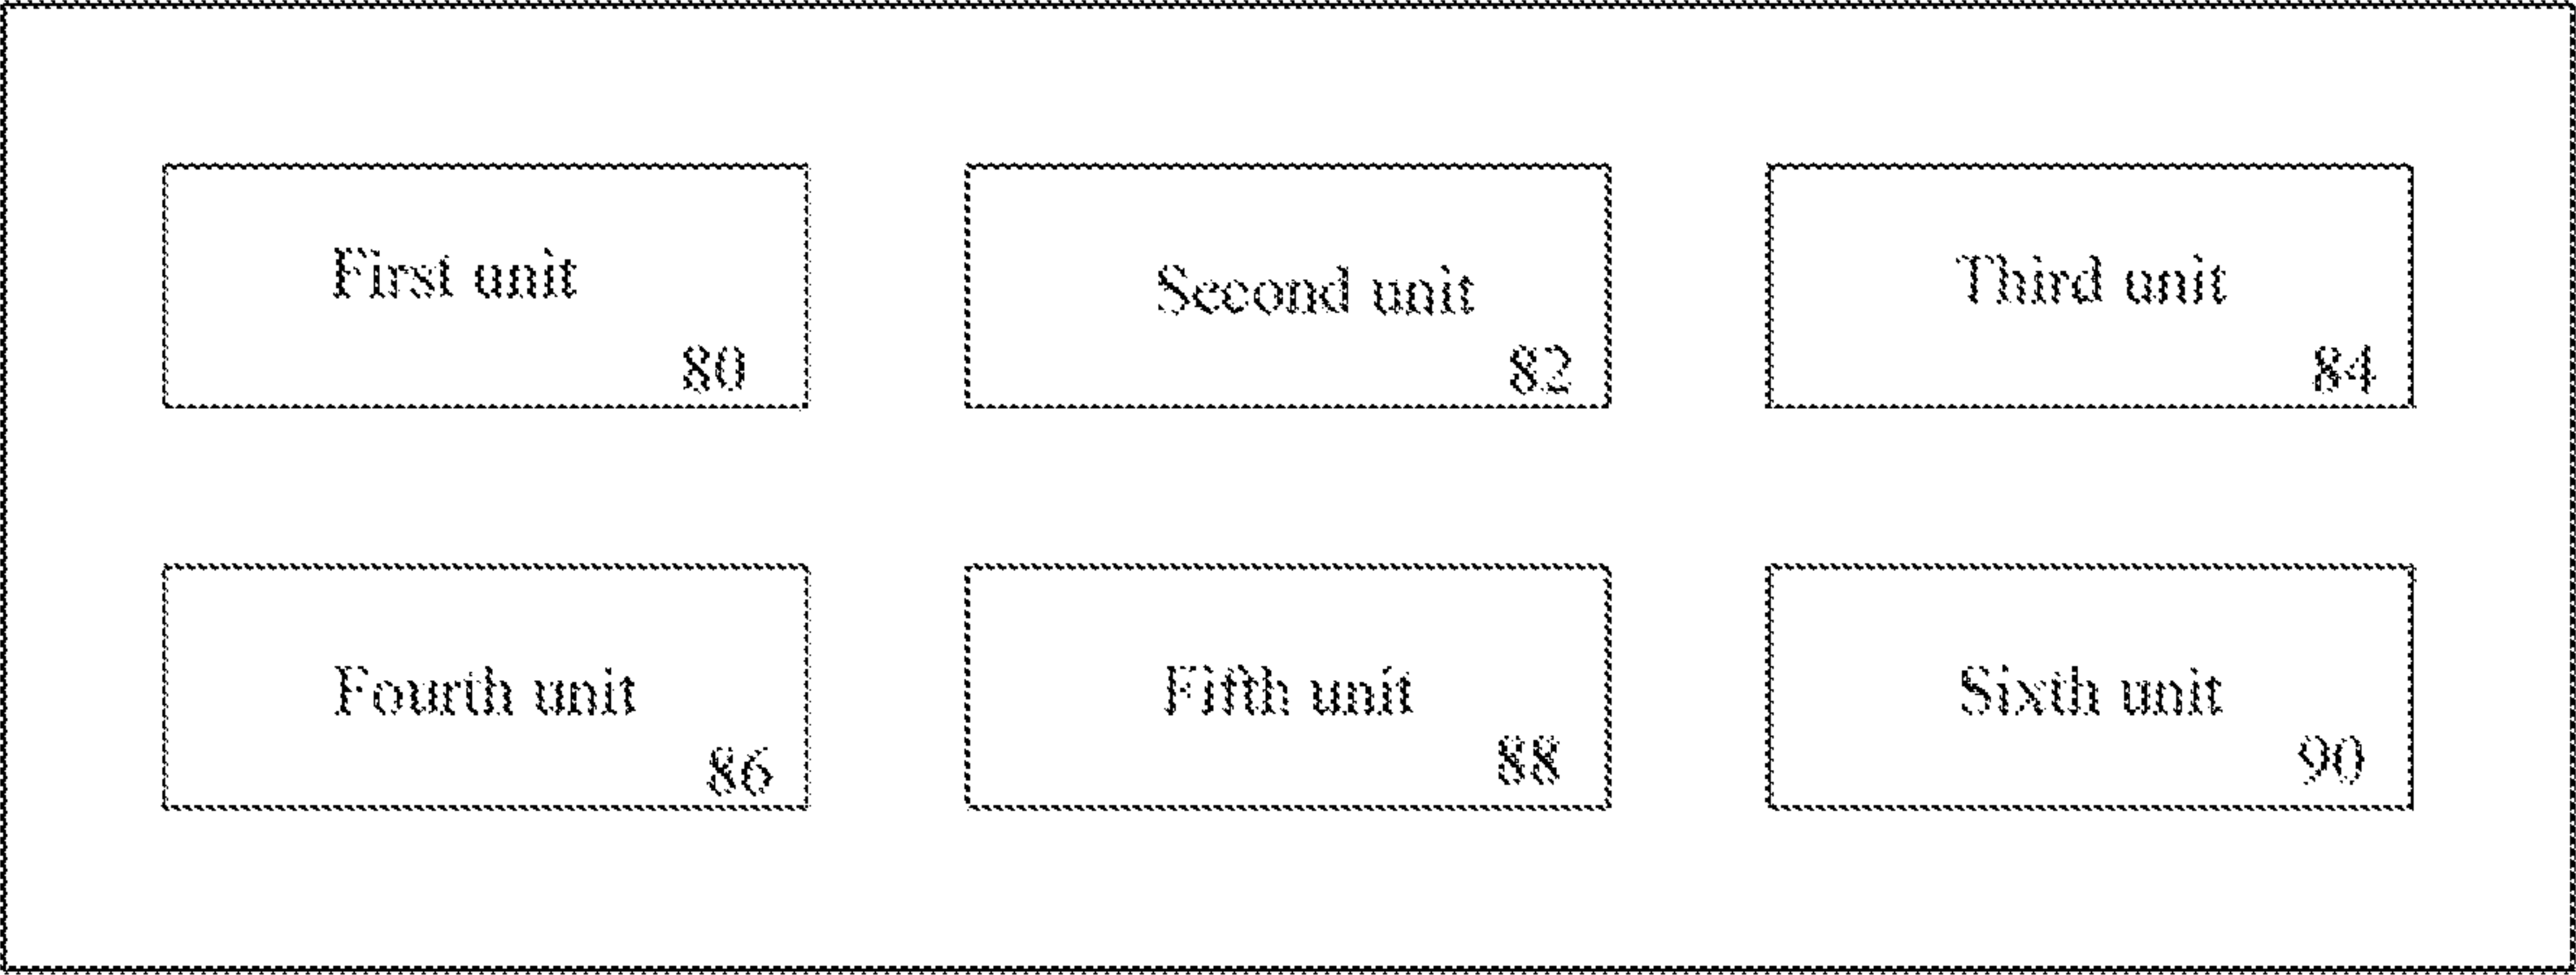 First unit
80
Second unit
82
Third unit
84
Fourth unit
86
Fifth unit
88
Sixth unit
90